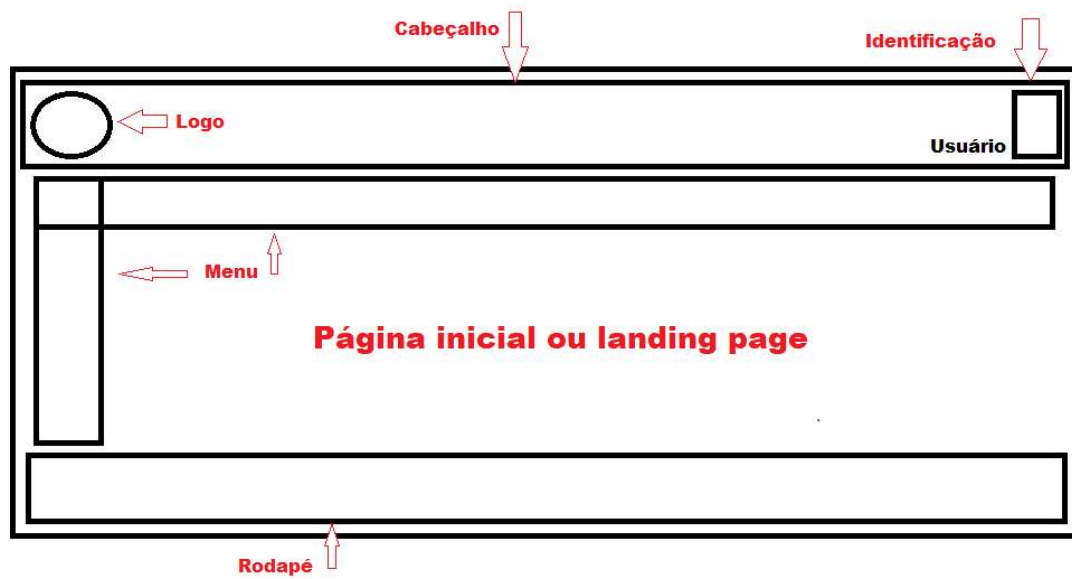 Cabeçalho
Identificação
Logo
Usuário
Menu
Página inicial ou landing page
Rodapé